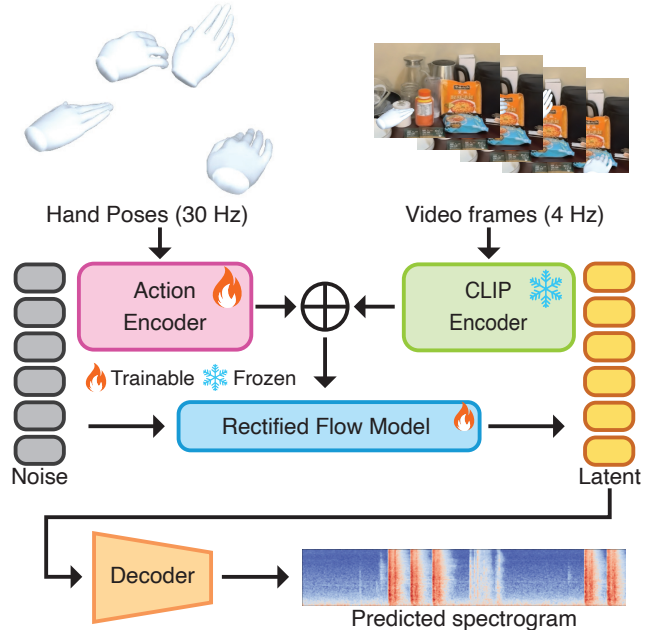 Hand Poses (30 Hz)
Video frames (4 Hz)
Action
Encoder
CLIP
Encoder
Trainable
Frozen
Rectified Flow Model
Noise
Latent
Decoder
Predicted spectrogram